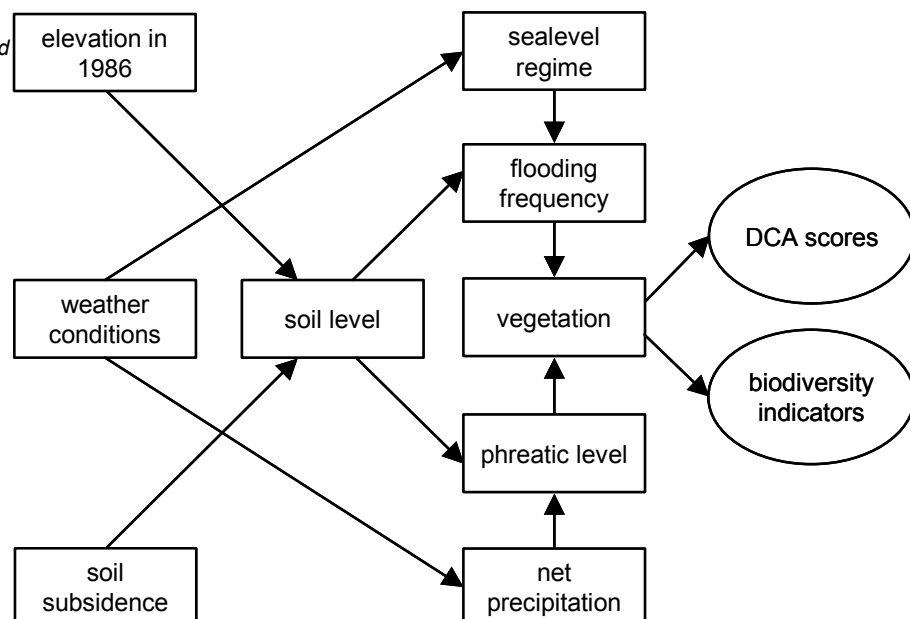 elevation in
1986
sealevel
regime
flooding
frequency
DCA scores
weather
conditions
soil level
vegetation
biodiversity
indicators
phreatic level
soil
subsidence
net
precipitation